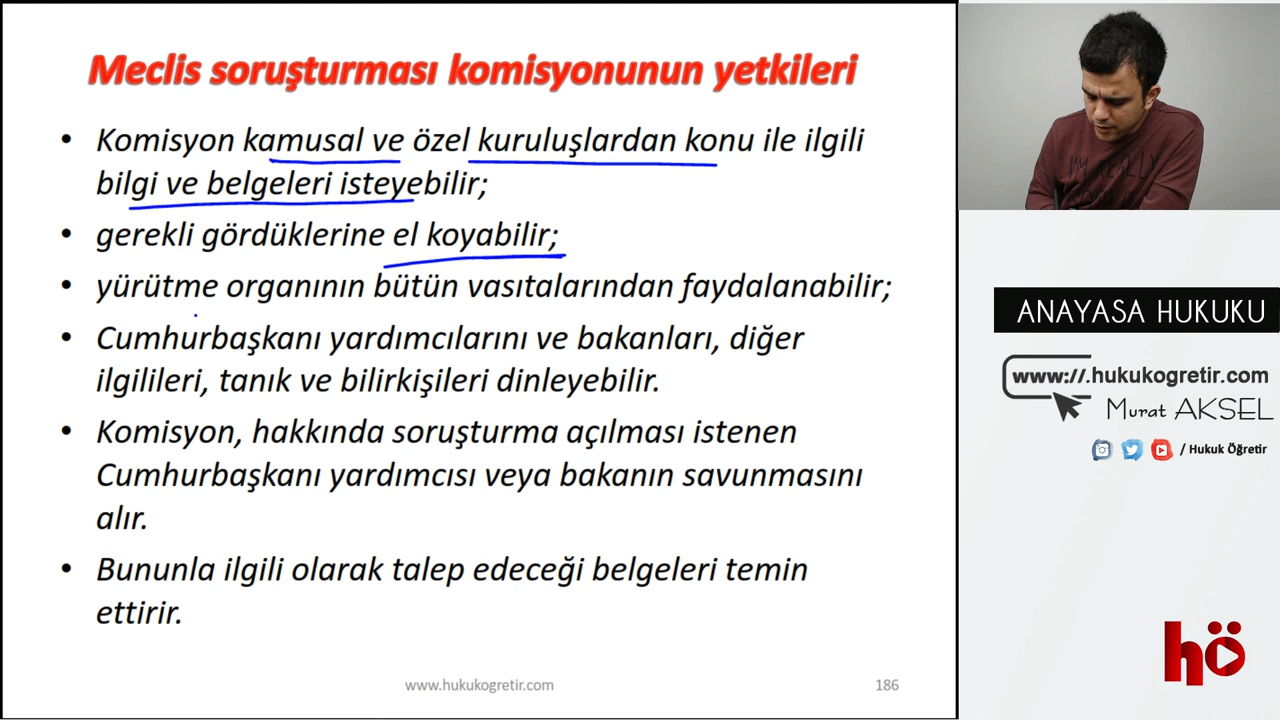 Meclis soruşturması komisyonunun yetkileri
• Komisyon kamusal ve özel kuruluşlardan konu ile ilgili
bilgi ve belgeleri isteyebilir;
• gerekli gördüklerine el koyabilir;
• yürütme organının bütün vasıtalarından faydalanabilir;
• Cumhurbaşkanı yardımcılarını ve bakanları, diğer
ilgilileri, tanık ve bilirkişileri dinleyebilir.
• Komisyon, hakkında soruşturma açılması istenen
Cumhurbaşkanı yardımcısı veya bakanın savunmasını
alır.
• Bununla ilgili olarak talep edeceği belgeleri temin
ettirir.
www.hukukogretir.com
186
I'M REALLY
ANAYASA HUKUKU
www://.hukukogretir.com
Murat AKSEL
/ Hukuk Öğretir
hö